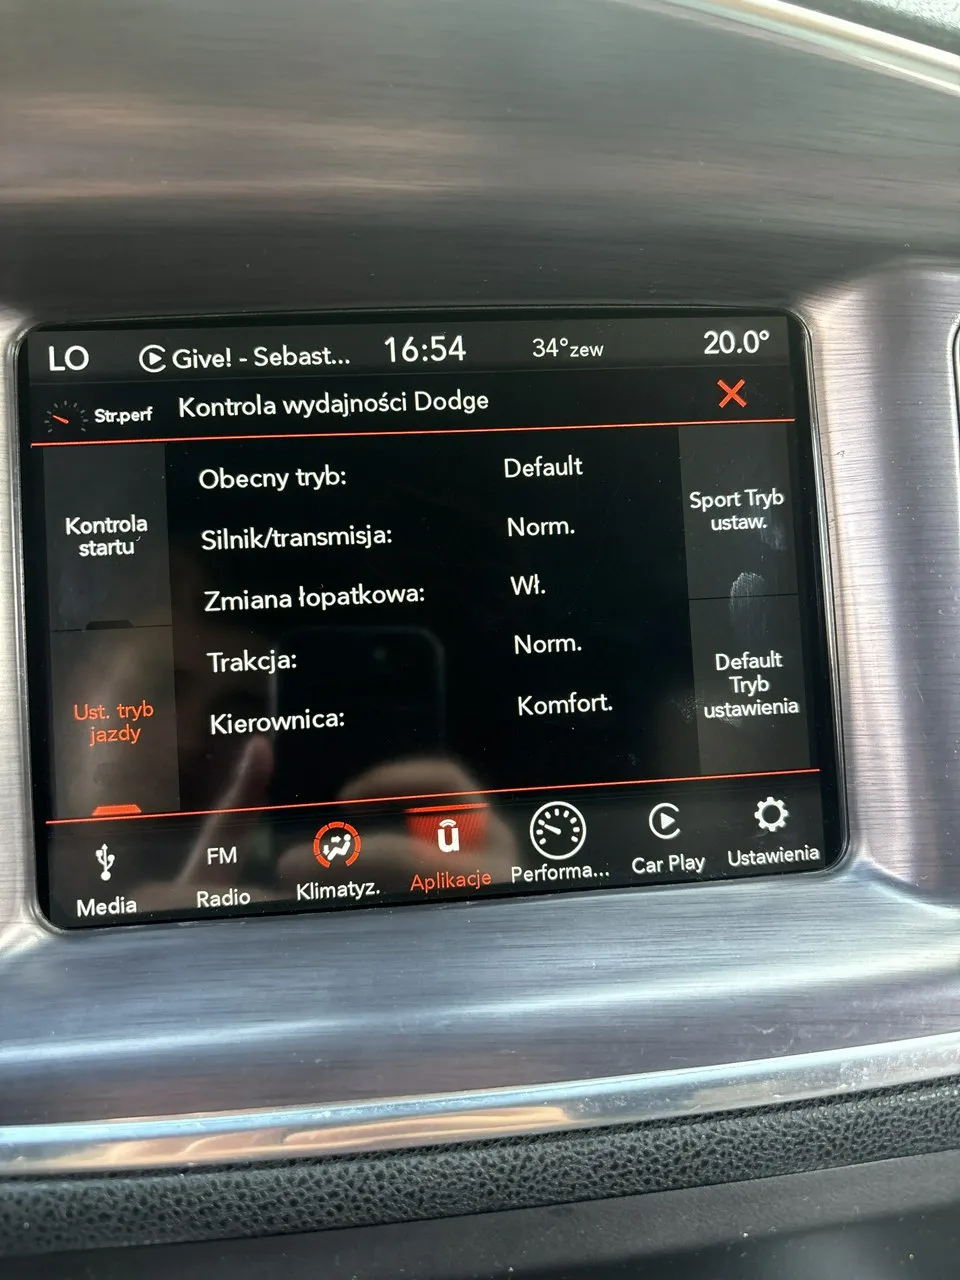 LO Give! - Sebast... 16:54 34°zew 20.0°
Str.perf Kontrola wydajności Dodge
Kontrola
startu
Ust. tryb
jazdy
Obecny tryb: Default
Silnik/transmisja: Norm.
Zmiana łopatkowa: Wł.
Trakcja: Norm.
Kierownica: Komfort.
Sport Tryb
ustaw.
Default
Tryb
ustawienia
Media
FM
Radio
Klimatyz.
ū
Aplikacje
Performa...
Car Play
Ustawienia